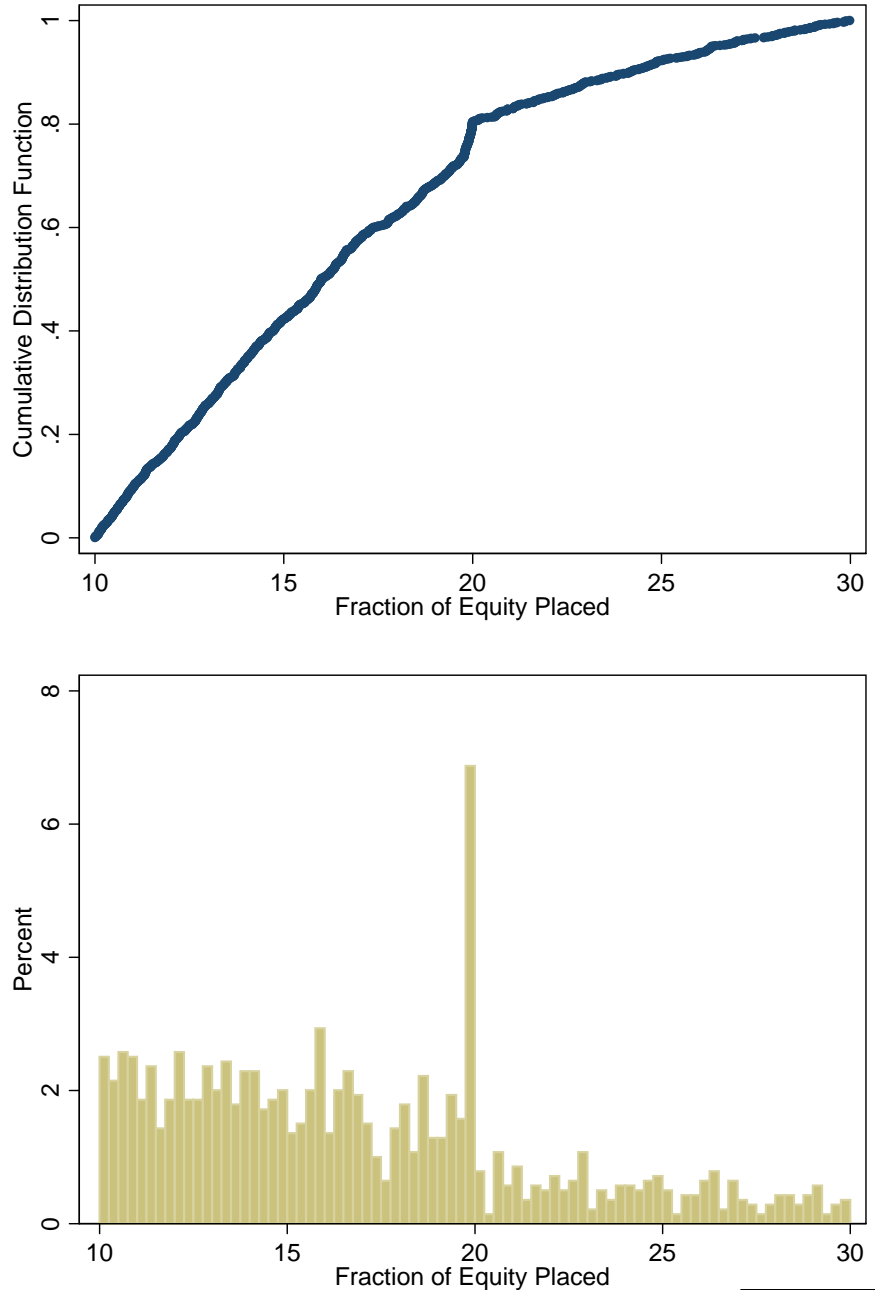 Cumulative Distribution Function
1
.8
.6
.4
.2
0
10 15 20 25 30
Fraction of Equity Placed
Percent
8
6
4
2
0
10 15 20 25 30
Fraction of Equity Placed